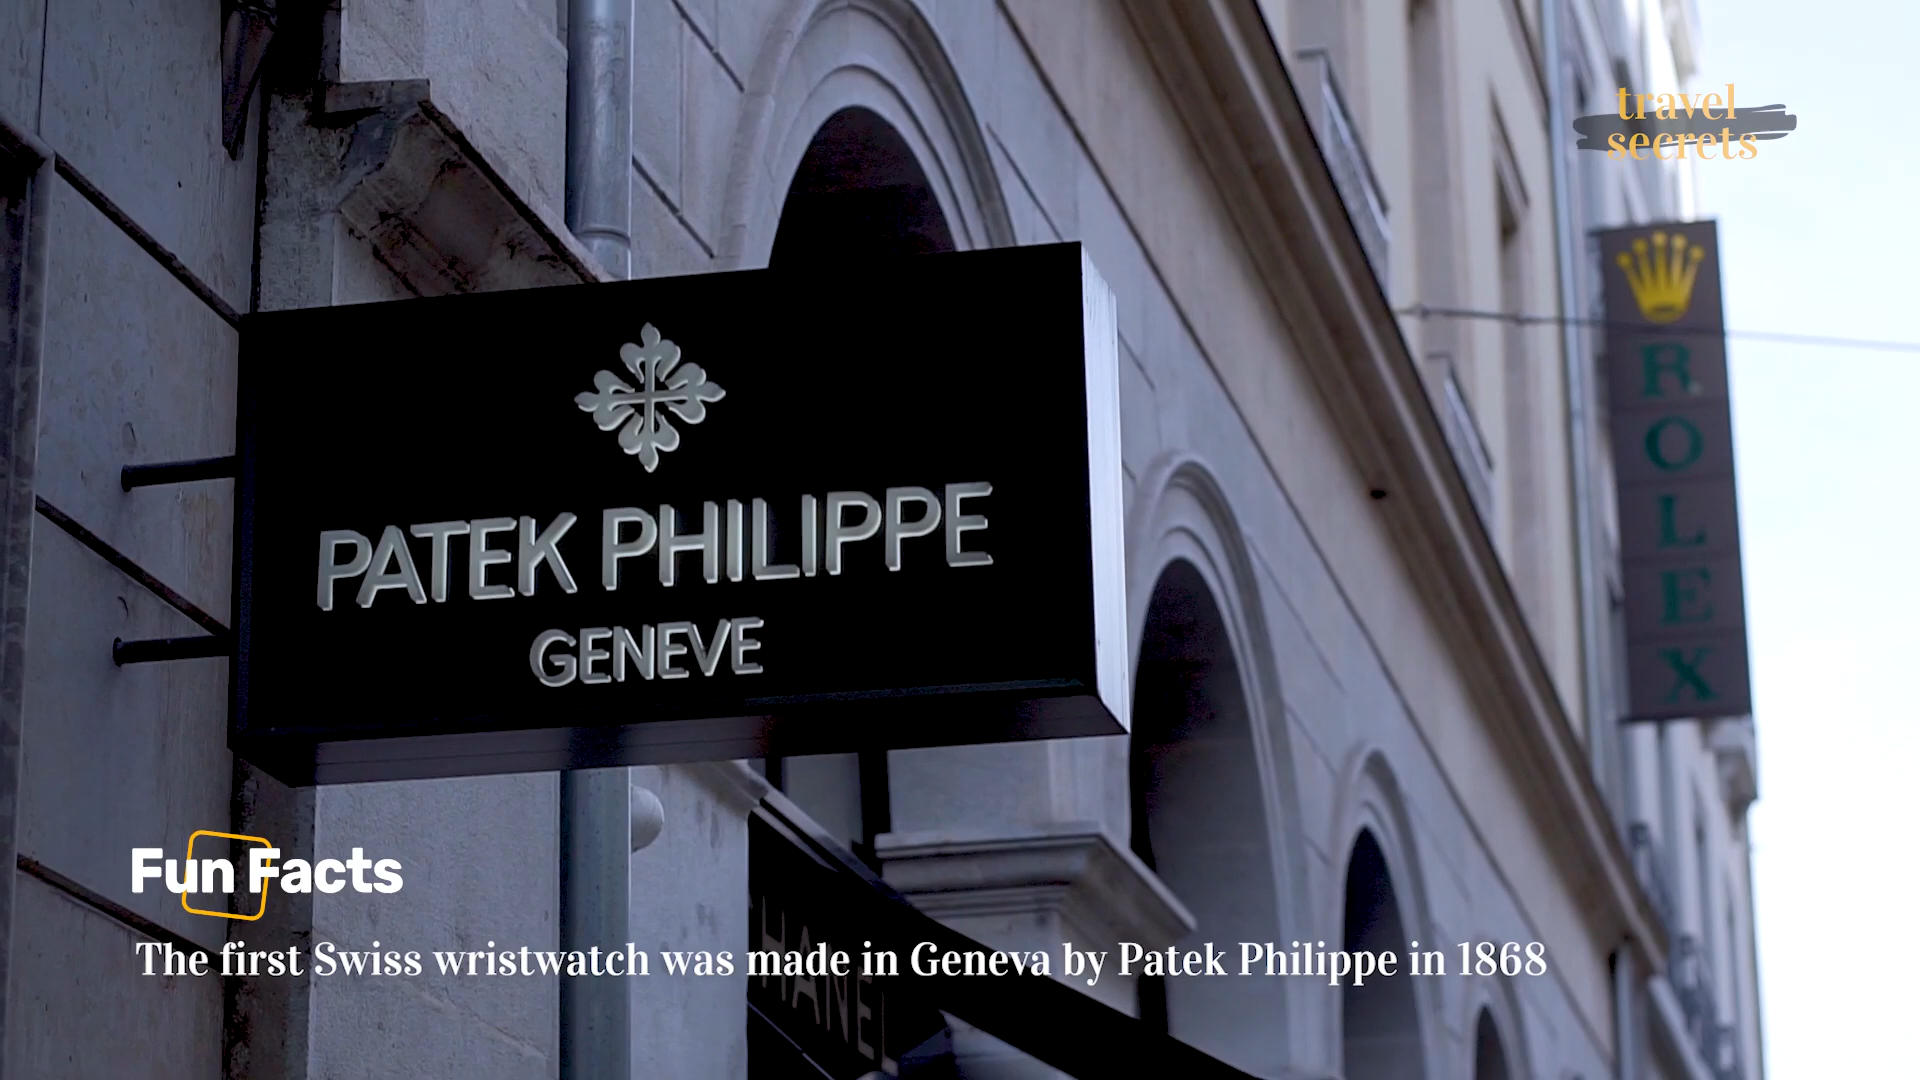 travel
secrets
PATEK PHILIPPE
GENEVE
ROLEX
Fun Facts
The first Swiss wristwatch was made in Geneva by Patek Philippe in 1868
HANEL